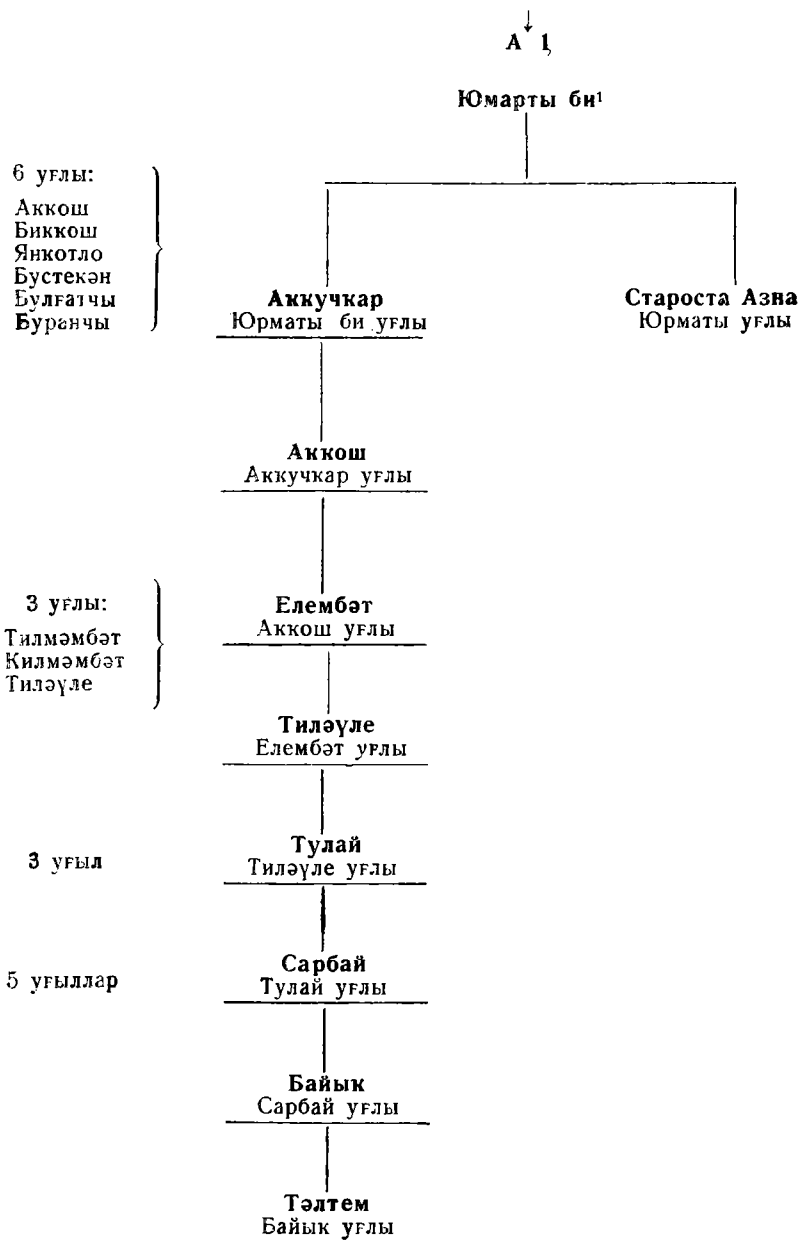 А 1
Юмарты би¹
6 уғлы:
Аккош
Биккош
Янкотло
Бустекән
Булғатчы
Буранчы
Аккучкар
Юрматы би уғлы
Староста Азна
Юрматы уғлы
Аккош
Аккучкар уғлы
3 уғлы:
Тилмәмбәт
Килмәмбәт
Тиләүле
Елембәт
Аккош уғлы
Тиләүле
Елембәт уғлы
3 уғыл
Тулай
Тиләүле уғлы
5 уғыллар
Сарбай
Тулай уғлы
Байык
Сарбай уғлы
Тәлтем
Байык уғлы